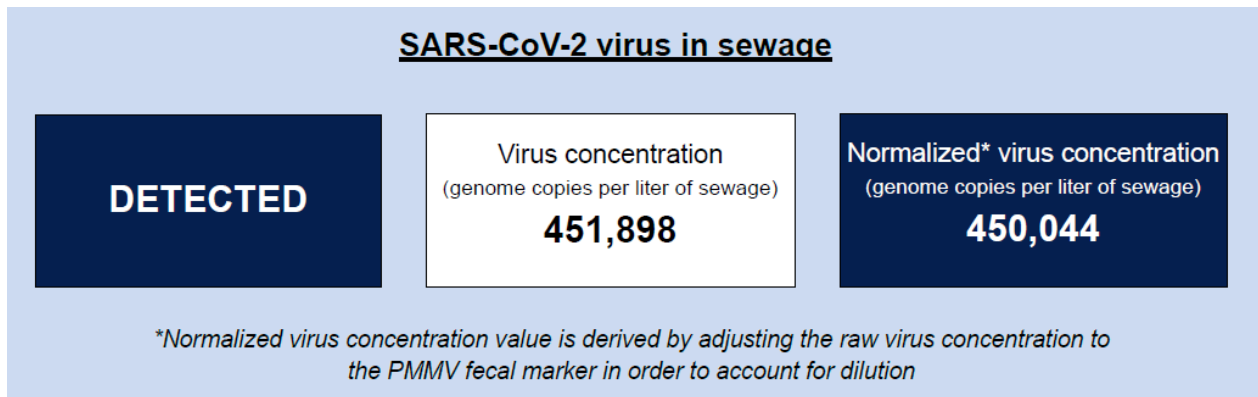 SARS-CoV-2 virus in sewage
DETECTED
Virus concentration
(genome copies per liter of sewage)
451,898
Normalized* virus concentration
(genome copies per liter of sewage)
450,044
*Normalized virus concentration value is derived by adjusting the raw virus concentration to
the PMMV fecal marker in order to account for dilution